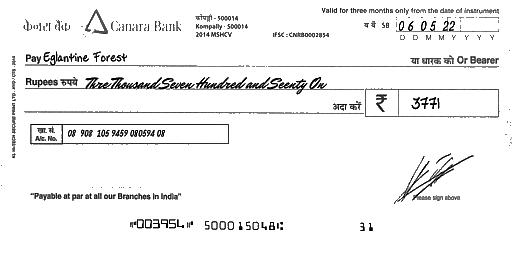 केनरा बैंक Canara Bank
कोमपल्ली - 500014
Kompally - 500014
2014 MSHCV
IFSC : CNRB0002854
Valid for three months only from the date of instrument
SB 06 05 22
D D M M Y Y Y Y
Pay Eglantine Forest
या धारक को Or Bearer
Rupees रुपये Thre Thousand Seven Hundred and Seenty On
अदा करें ₹ 3771
खा. सं.
A/c. No. 08 908 105 9459 080594 08
Please sign above
"Payable at par at all our Branches in India"
⑈003954⑈ 500015048⑆ 31